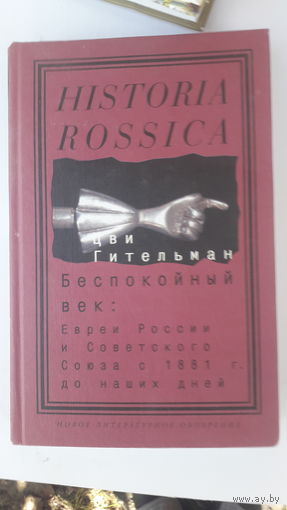 HISTORIA
ROSSICA
цви
Гительман
Беспокойный
век:
Евреи России
и Советского
Союза с 1881 г.
до наших дней
НОВОЕ ЛИТЕРАТУРНОЕ ОБОЗРЕНИЕ
www.ay.by